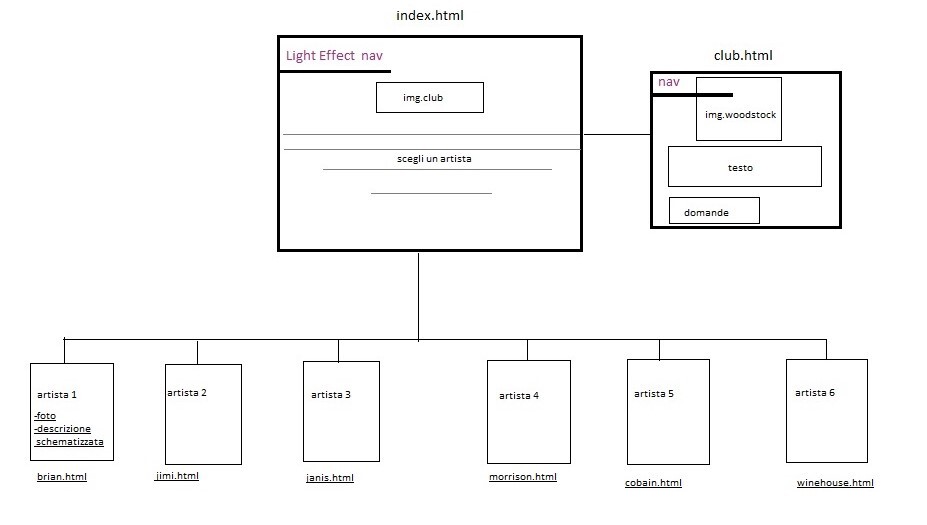 index.html
Light Effect nav
img.club
scegli un artista
club.html
nav
img.woodstock
testo
domande
artista 1
-foto
-descrizione
schematizzata
brian.html
artista 2
jimi.html
artista 3
janis.html
artista 4
morrison.html
artista 5
cobain.html
artista 6
winehouse.html